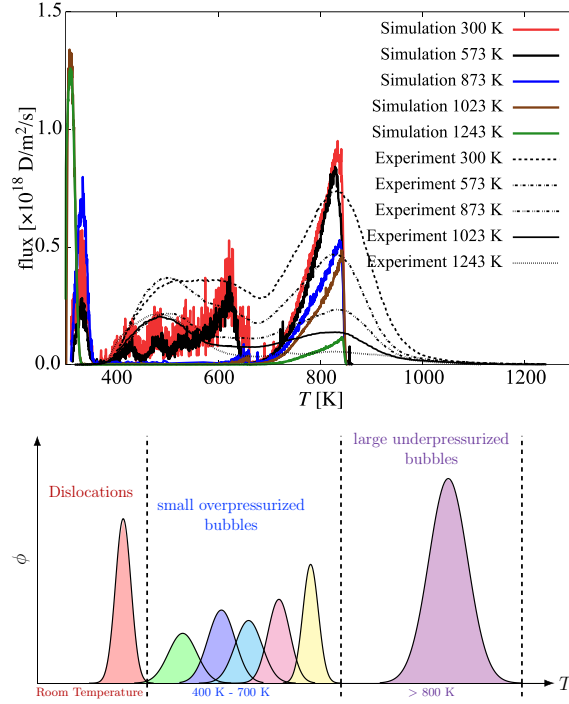 1.5
1.0
0.5
0.0
flux [×10^18 D/m²/s]
Simulation 300 K
Simulation 573 K
Simulation 873 K
Simulation 1023 K
Simulation 1243 K
Experiment 300 K
Experiment 573 K
Experiment 873 K
Experiment 1023 K
Experiment 1243 K
400 600 800 1000 1200
T [K]
large underpressurized
bubbles
Dislocations
small overpressurized
bubbles
ϕ
T
Room Temperature
400 K - 700 K
> 800 K